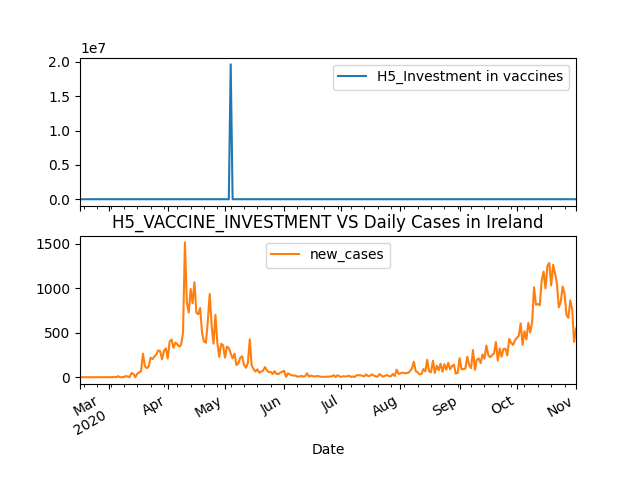 1e7
2.0
1.5
1.0
0.5
0.0
H5_Investment in vaccines
H5_VACCINE_INVESTMENT VS Daily Cases in Ireland
1500
1000
500
0
new_cases
Mar
2020
Apr
May
Jun
Jul
Aug
Sep
Oct
Nov
Date